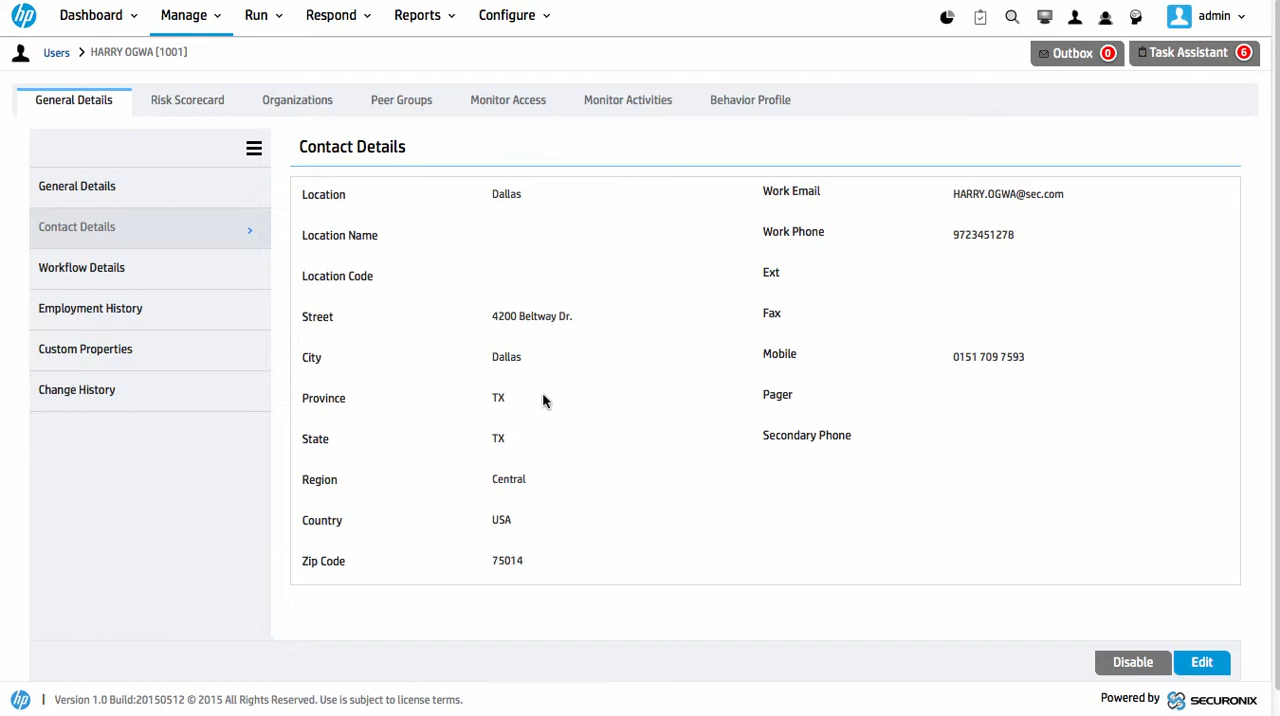 hp Dashboard Manage Run Respond Reports Configure admin
Users HARRY OGWA [1001] Outbox 0 Task Assistant 6
General Details Risk Scorecard Organizations Peer Groups Monitor Access Monitor Activities Behavior Profile
General Details
Contact Details
Workflow Details
Employment History
Custom Properties
Change History
Contact Details
Location Dallas Work Email HARRY.OGWA@sec.com
Location Name Work Phone 9723451278
Location Code Ext
Street 4200 Beltway Dr. Fax
City Dallas Mobile 0151 709 7593
Province TX Pager
State TX Secondary Phone
Region Central
Country USA
Zip Code 75014
Disable Edit
hp | Version 1.0 Build:20150512 © 2015 All Rights Reserved. Use is subject to license terms. Powered by SECURONIX